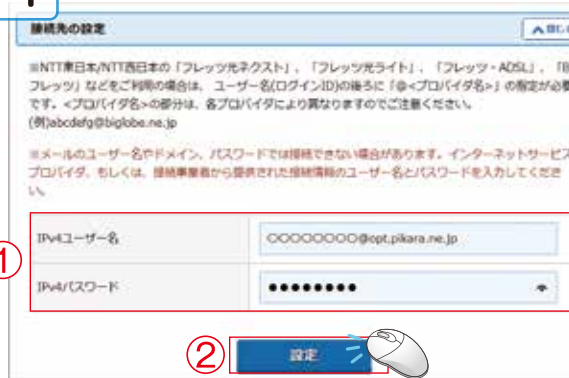 接続先の設定
※NTT東日本/NTT西日本の「フレッツ光ネクスト」、「フレッツ光ライト」、「フレッツ・ADSL」、「B
フレッツ」などをご利用の場合は、ユーザー名(ログインID)の後ろに「@<プロバイダ名>」の指定が必要
です。<プロバイダ名>の部分は、各プロバイダにより異なりますのでご注意ください。
(例)abcdefg@biglobe.ne.jp
※メールのユーザー名やドメイン、パスワードでは接続できない場合があります。インターネットサービス
プロバイダ、もしくは、接続事業者から提供された接続情報のユーザー名とパスワードを入力してくださ
い。
①
IPv4ユーザー名
○○○○○○○○@opt.pikara.ne.jp
IPv4パスワード
●●●●●●●●
②
設定